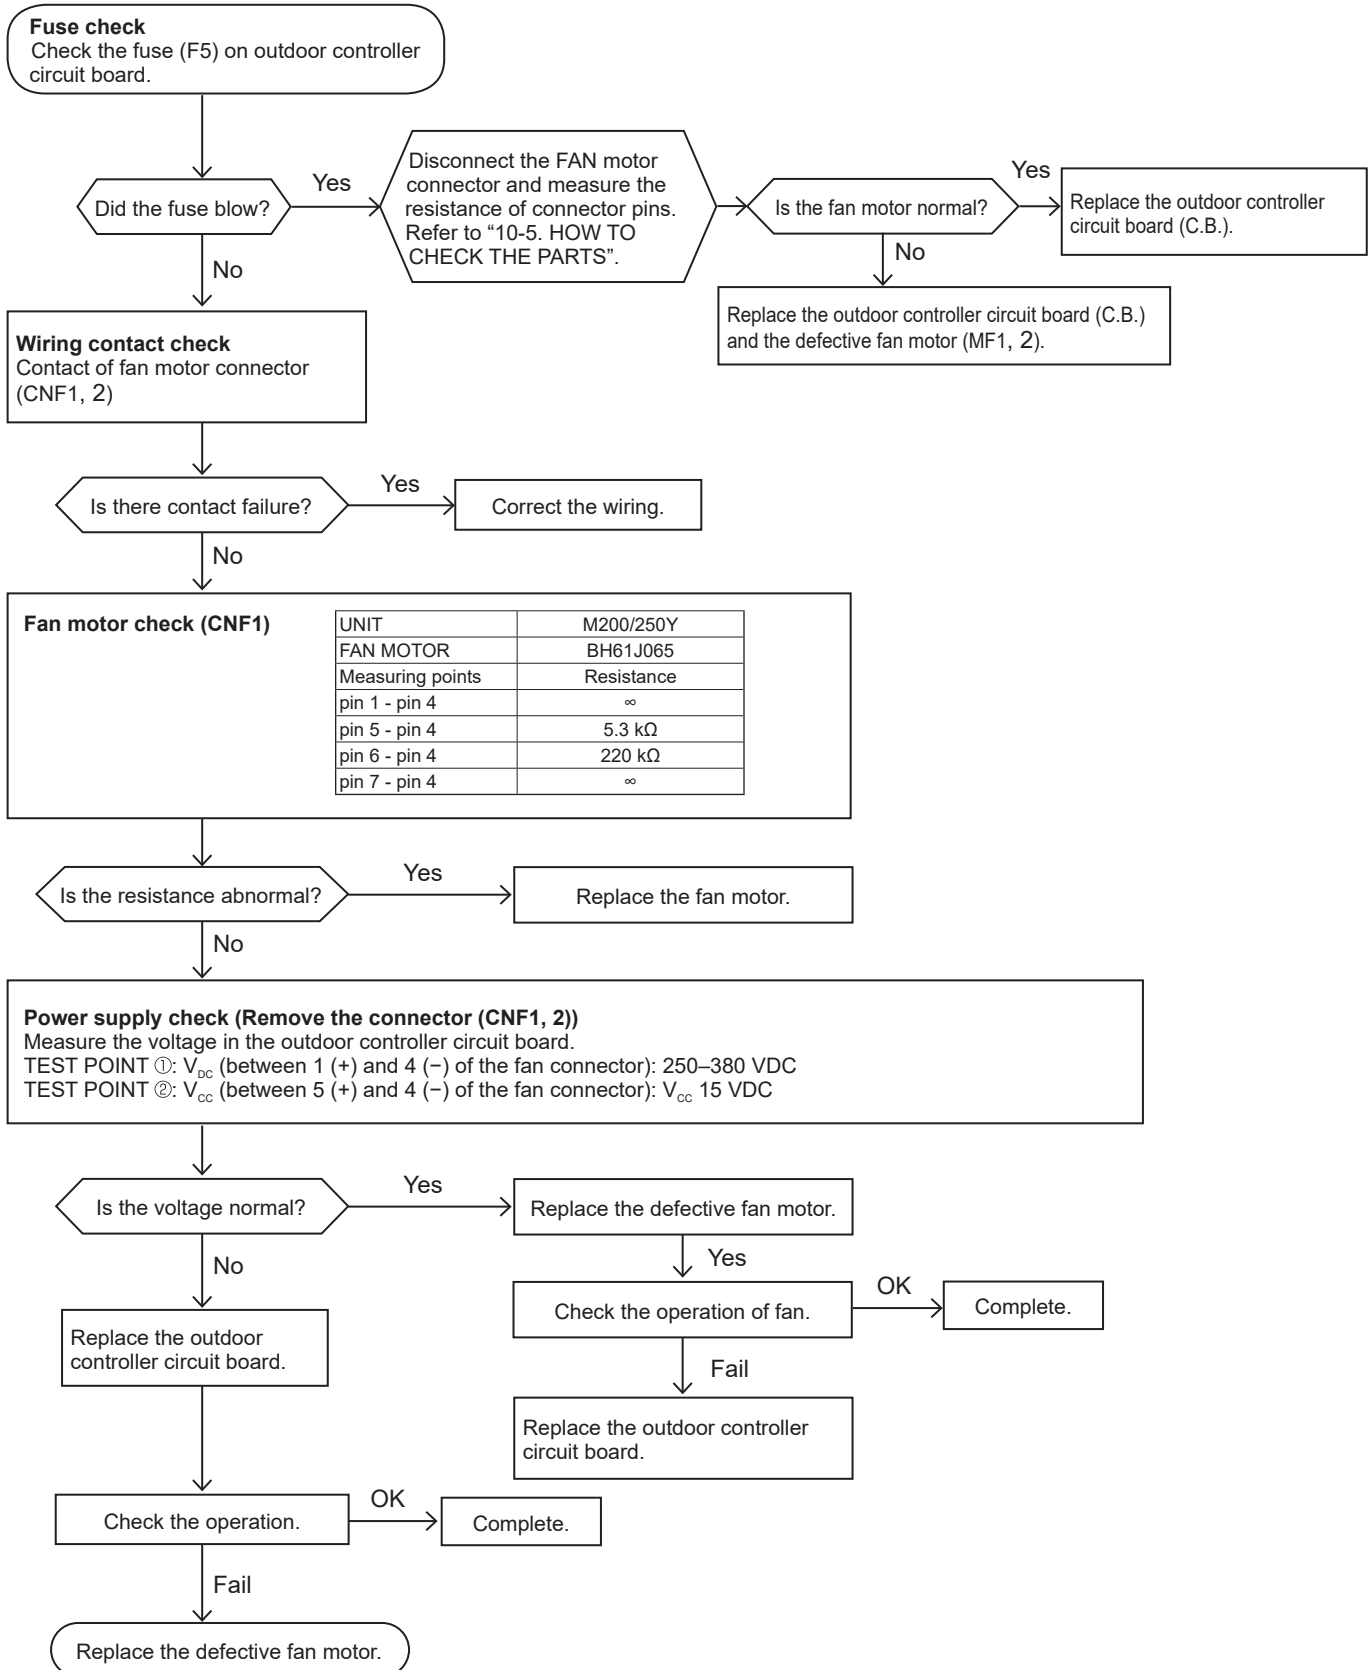 Fuse check
Check the fuse (F5) on outdoor controller
circuit board.
Did the fuse blow?
Yes
Disconnect the FAN motor
connector and measure the
resistance of connector pins.
Refer to “10-5. HOW TO
CHECK THE PARTS”.
Is the fan motor normal?
Yes
Replace the outdoor controller
circuit board (C.B.).
No
Replace the outdoor controller circuit board (C.B.)
and the defective fan motor (MF1, 2).
No
Wiring contact check
Contact of fan motor connector
(CNF1, 2)
Is there contact failure?
Yes
Correct the wiring.
No
Fan motor check (CNF1)
UNIT M200/250Y
FAN MOTOR BH61J065
Measuring points Resistance
pin 1 - pin 4 ∞
pin 5 - pin 4 5.3 kΩ
pin 6 - pin 4 220 kΩ
pin 7 - pin 4 ∞
Is the resistance abnormal?
Yes
Replace the fan motor.
No
Power supply check (Remove the connector (CNF1, 2))
Measure the voltage in the outdoor controller circuit board.
TEST POINT ①: VDC (between 1 (+) and 4 (−) of the fan connector): 250–380 VDC
TEST POINT ②: VCC (between 5 (+) and 4 (−) of the fan connector): VCC 15 VDC
Is the voltage normal?
Yes
Replace the defective fan motor.
Yes
Check the operation of fan.
OK
Complete.
Fail
Replace the outdoor controller
circuit board.
No
Replace the outdoor
controller circuit board.
Check the operation.
OK
Complete.
Fail
Replace the defective fan motor.